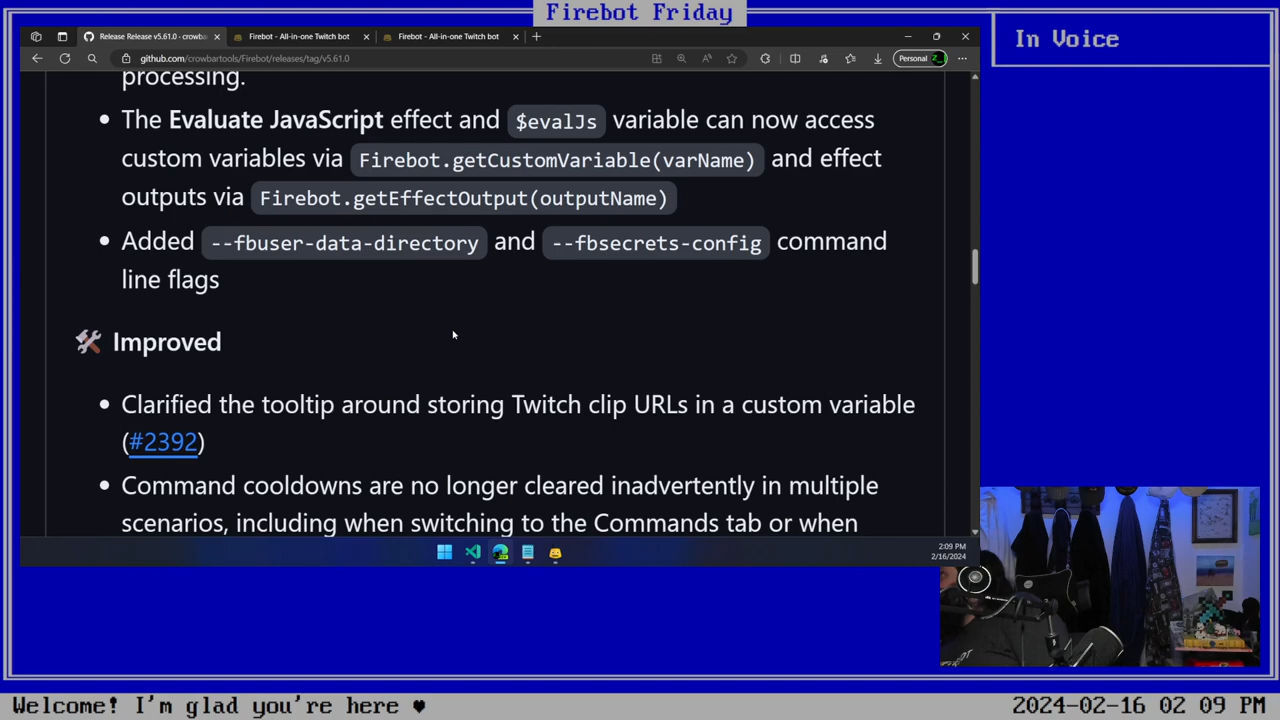 Firebot Friday
Release Release v5.61.0 · crowba
Firebot - All-in-one Twitch bot
Firebot - All-in-one Twitch bot
In Voice
github.com/crowbartools/Firebot/releases/tag/v5.61.0
Personal
processing.
The Evaluate JavaScript effect and $evalJs variable can now access
custom variables via Firebot.getCustomVariable(varName) and effect
outputs via Firebot.getEffectOutput(outputName)
Added --fbuser-data-directory and --fbsecrets-config command
line flags
Improved
Clarified the tooltip around storing Twitch clip URLs in a custom variable
(#2392)
Command cooldowns are no longer cleared inadvertently in multiple
scenarios, including when switching to the Commands tab or when
2:09 PM
2/16/2024
Welcome! I'm glad you're here ♥
2024-02-16 02 09 PM